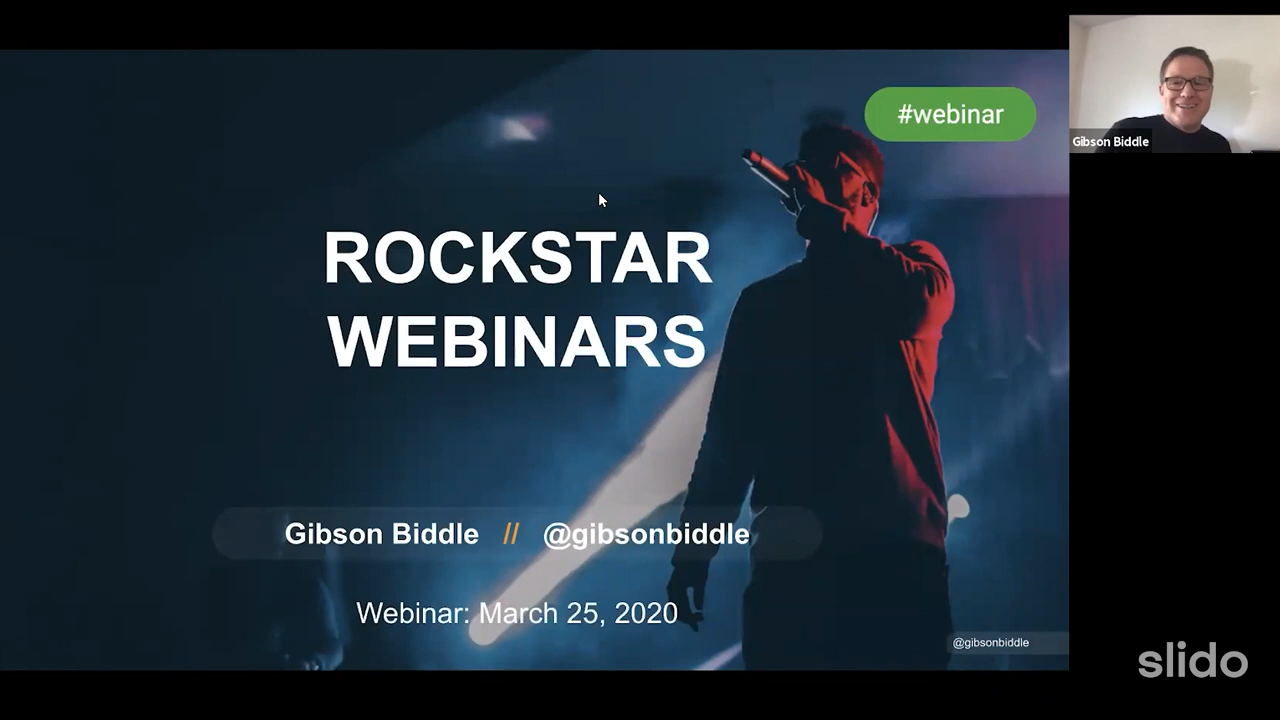 #webinar
Gibson Biddle
ROCKSTAR
WEBINARS
Gibson Biddle // @gibsonbiddle
Webinar: March 25, 2020
@gibsonbiddle
slido